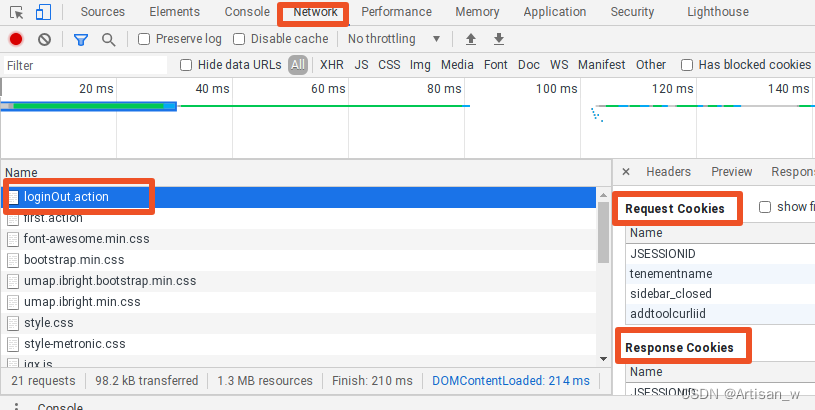 Sources Elements Console Network Performance Memory Application Security Lighthouse
Preserve log Disable cache No throttling
Filter Hide data URLs All XHR JS CSS Img Media Font Doc WS Manifest Other Has blocked cookies
20 ms 40 ms 60 ms 80 ms 100 ms 120 ms 140 ms
Name
loginOut.action
first.action
font-awesome.min.css
bootstrap.min.css
umap.ibright.bootstrap.min.css
umap.ibright.min.css
style.css
style-metronic.css
× Headers Preview Respon
Request Cookies show fi
Name
JSESSIONID
tenementname
sidebar_closed
addtoolcurliid
Response Cookies
Name
JSESSIONID
21 requests 98.2 kB transferred 1.3 MB resources Finish: 210 ms DOMContentLoaded: 214 ms
Console
CSDN @Artisan_w